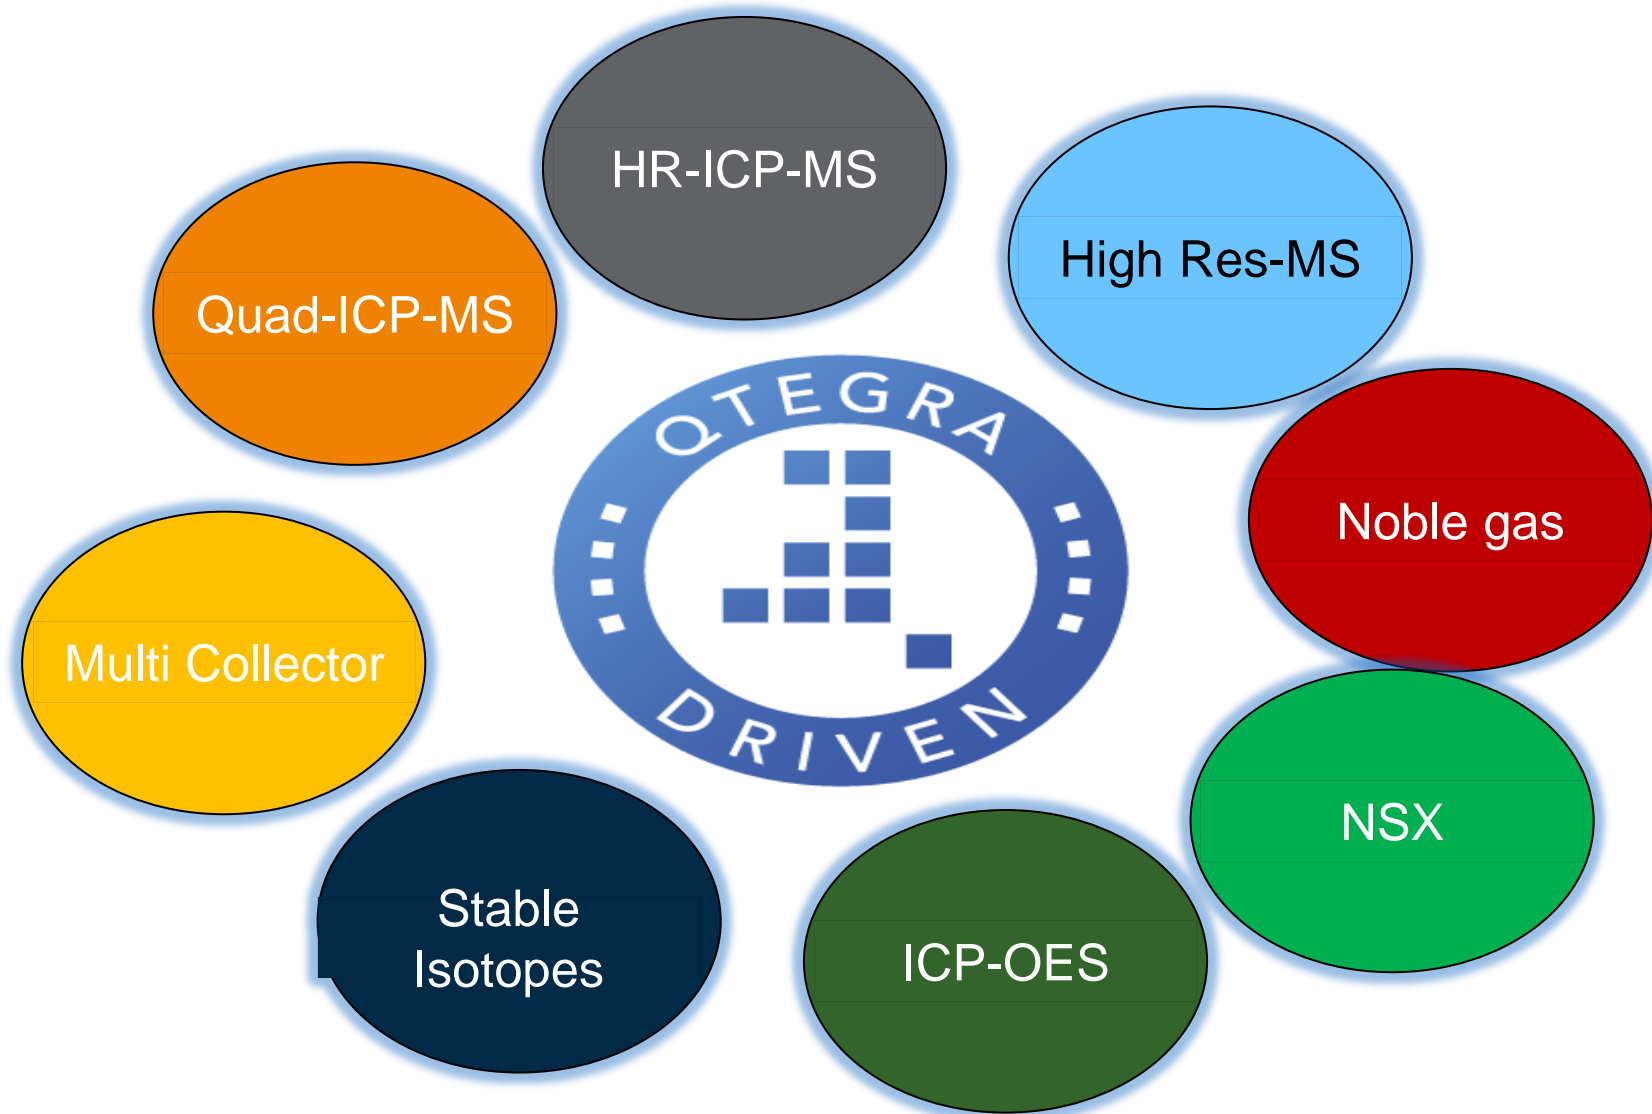 HR-ICP-MS
High Res-MS
Quad-ICP-MS
QTEGRA
Noble gas
Multi Collector
DRIVEN
NSX
Stable
Isotopes
ICP-OES